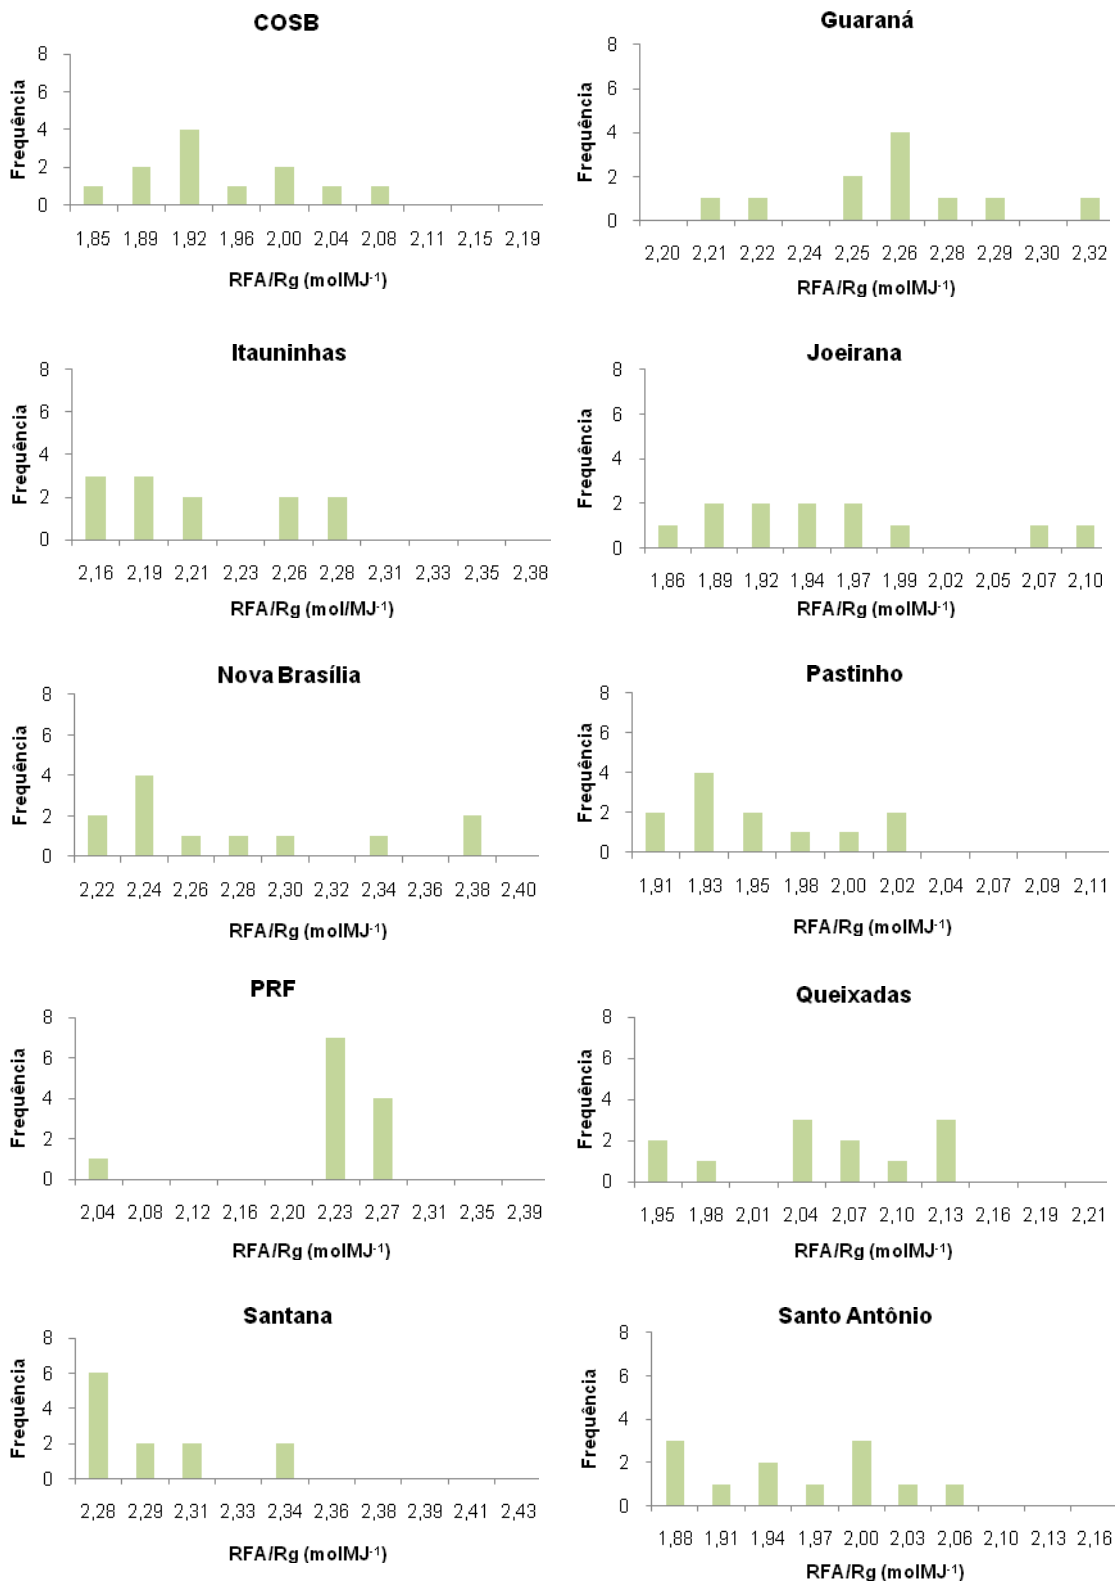 COSB
Frequência
8
6
4
2
0
1,85 1,89 1,92 1,96 2,00 2,04 2,08 2,11 2,15 2,19
RFA/Rg (molMJ⁻¹)
Guaraná
Frequência
8
6
4
2
0
2,20 2,21 2,22 2,24 2,25 2,26 2,28 2,29 2,30 2,32
RFA/Rg (molMJ⁻¹)
Itauninhas
Frequência
8
6
4
2
0
2,16 2,19 2,21 2,23 2,26 2,28 2,31 2,33 2,35 2,38
RFA/Rg (mol/MJ⁻¹)
Joeirana
Frequência
8
6
4
2
0
1,86 1,89 1,92 1,94 1,97 1,99 2,02 2,05 2,07 2,10
RFA/Rg (molMJ⁻¹)
Nova Brasília
Frequência
8
6
4
2
0
2,22 2,24 2,26 2,28 2,30 2,32 2,34 2,36 2,38 2,40
RFA/Rg (molMJ⁻¹)
Pastinho
Frequência
8
6
4
2
0
1,91 1,93 1,95 1,98 2,00 2,02 2,04 2,07 2,09 2,11
RFA/Rg (molMJ⁻¹)
PRF
Frequência
8
6
4
2
0
2,04 2,08 2,12 2,16 2,20 2,23 2,27 2,31 2,35 2,39
RFA/Rg (molMJ⁻¹)
Queixadas
Frequência
8
6
4
2
0
1,95 1,98 2,01 2,04 2,07 2,10 2,13 2,16 2,19 2,21
RFA/Rg (molMJ⁻¹)
Santana
Frequência
8
6
4
2
0
2,28 2,29 2,31 2,33 2,34 2,36 2,38 2,39 2,41 2,43
RFA/Rg (molMJ⁻¹)
Santo Antônio
Frequência
8
6
4
2
0
1,88 1,91 1,94 1,97 2,00 2,03 2,06 2,10 2,13 2,16
RFA/Rg (molMJ⁻¹)